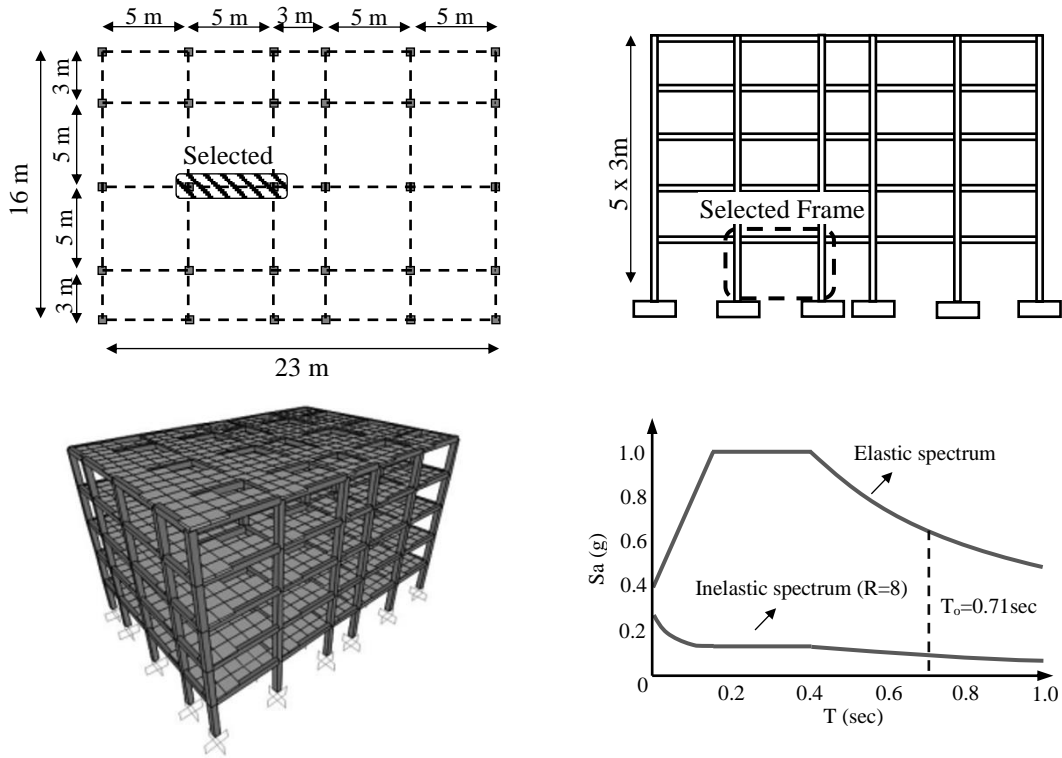 5 m
5 m
3 m
5 m
5 m
3 m
5 m
5 m
3 m
16 m
Selected
23 m
5 x 3m
Selected Frame
1.0
0.8
0.6
0.4
0.2
0
Sa (g)
Elastic spectrum
Inelastic spectrum (R=8)
To=0.71sec
0.2
0.4
0.6
0.8
1.0
T (sec)